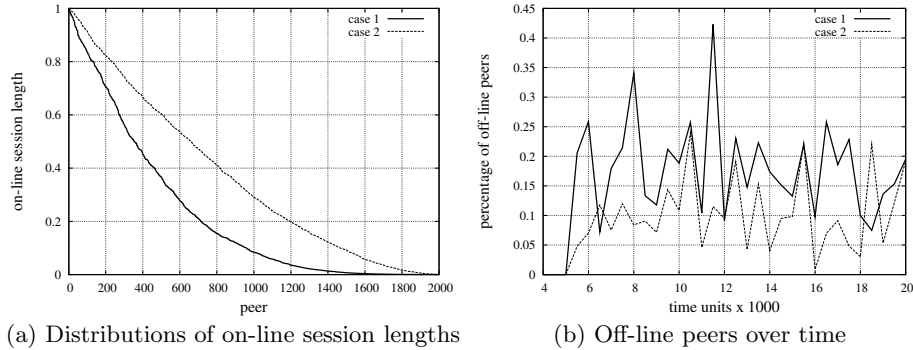 case 1
case 2
1
0.8
0.6
0.4
0.2
0
on-line session length
0 200 400 600 800 1000 1200 1400 1600 1800 2000
peer
(a) Distributions of on-line session lengths
case 1
case 2
0.45
0.4
0.35
0.3
0.25
0.2
0.15
0.1
0.05
0
percentage of off-line peers
4 6 8 10 12 14 16 18 20
time units x 1000
(b) Off-line peers over time